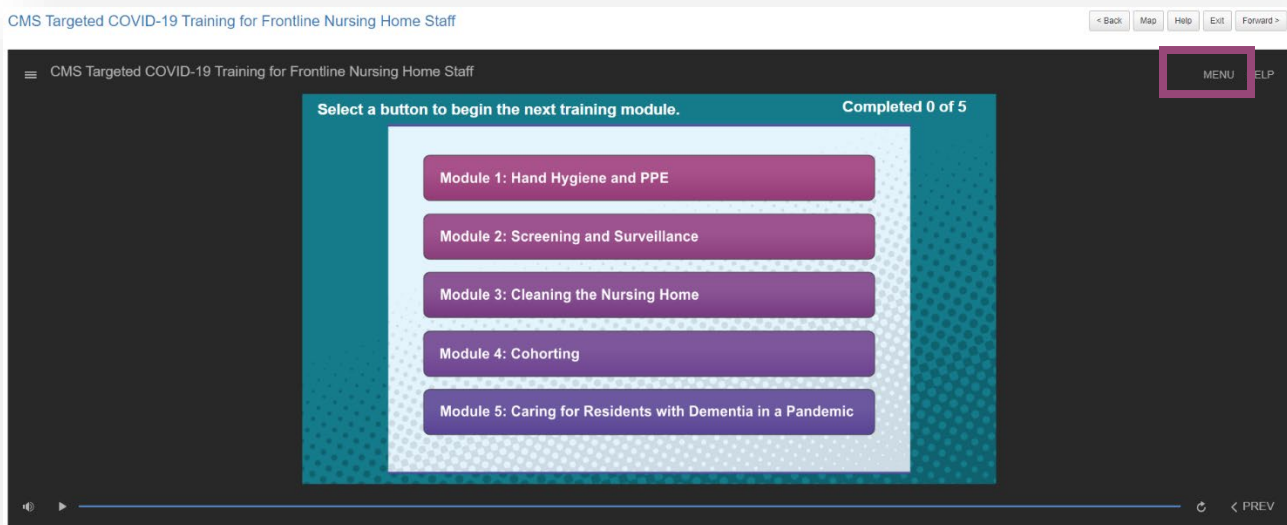 CMS Targeted COVID-19 Training for Frontline Nursing Home Staff
< Back Map Help Exit Forward >
CMS Targeted COVID-19 Training for Frontline Nursing Home Staff
MENU ELP
Select a button to begin the next training module. Completed 0 of 5
Module 1: Hand Hygiene and PPE
Module 2: Screening and Surveillance
Module 3: Cleaning the Nursing Home
Module 4: Cohorting
Module 5: Caring for Residents with Dementia in a Pandemic
< PREV